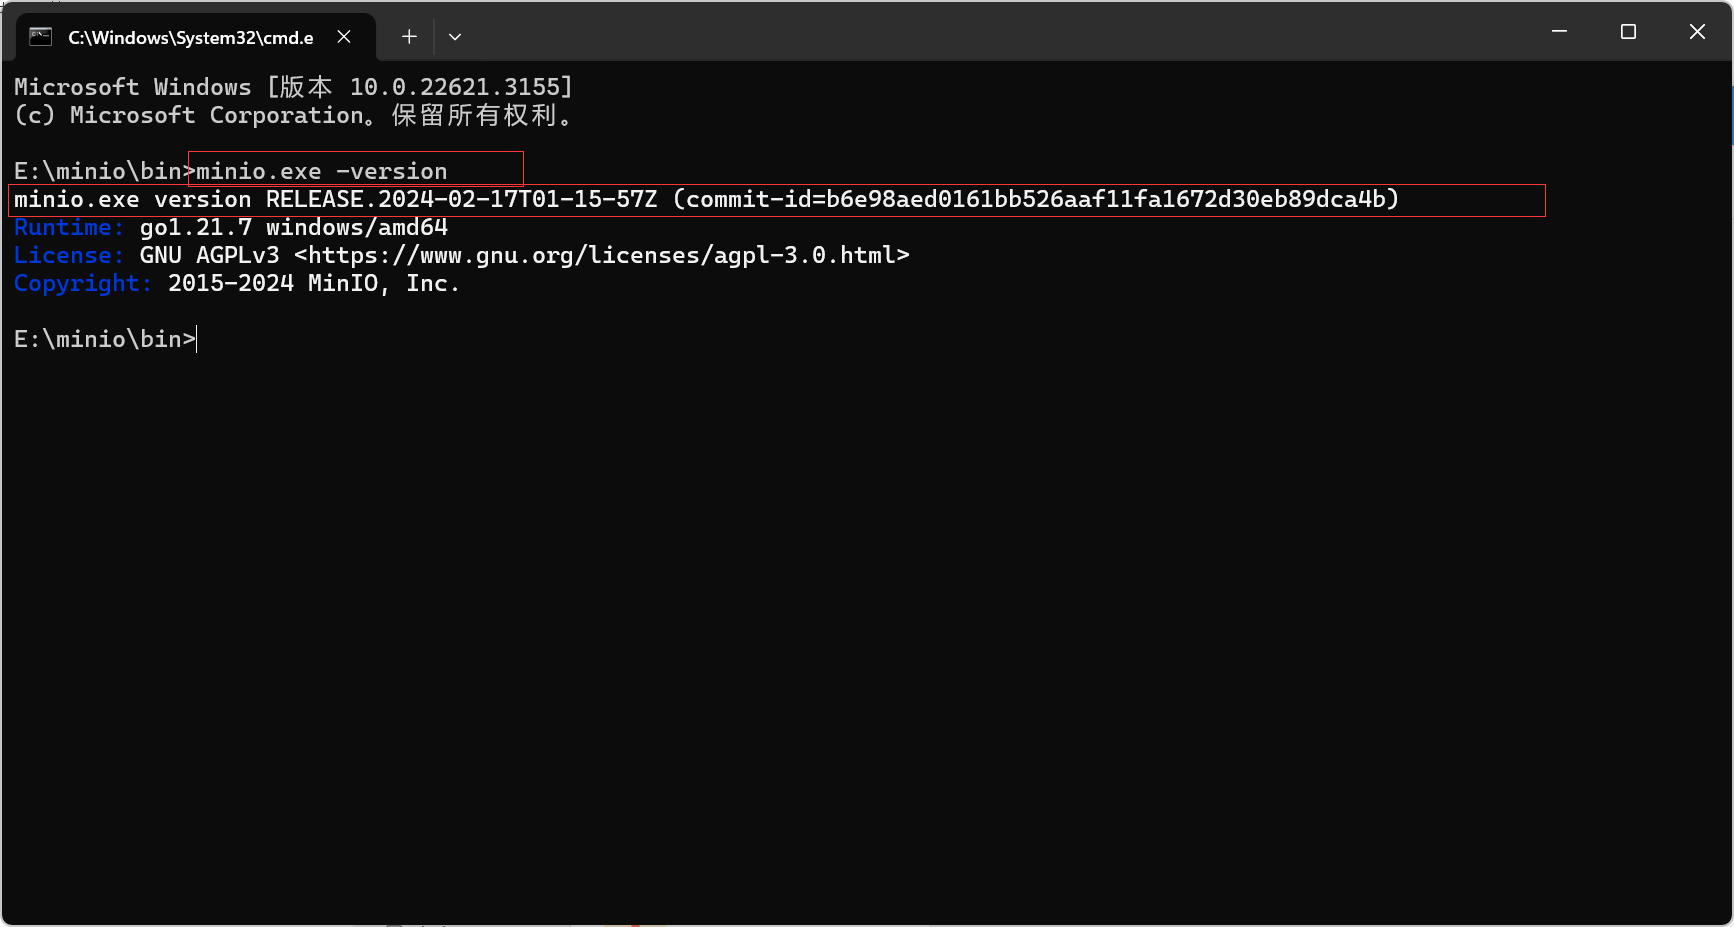 C:\Windows\System32\cmd.e
Microsoft Windows [版本 10.0.22621.3155]
(c) Microsoft Corporation。保留所有权利。
E:\minio\bin>minio.exe -version
minio.exe version RELEASE.2024-02-17T01-15-57Z (commit-id=b6e98aed0161bb526aaf11fa1672d30eb89dca4b)
Runtime: go1.21.7 windows/amd64
License: GNU AGPLv3 <https://www.gnu.org/licenses/agpl-3.0.html>
Copyright: 2015-2024 MinIO, Inc.
E:\minio\bin>